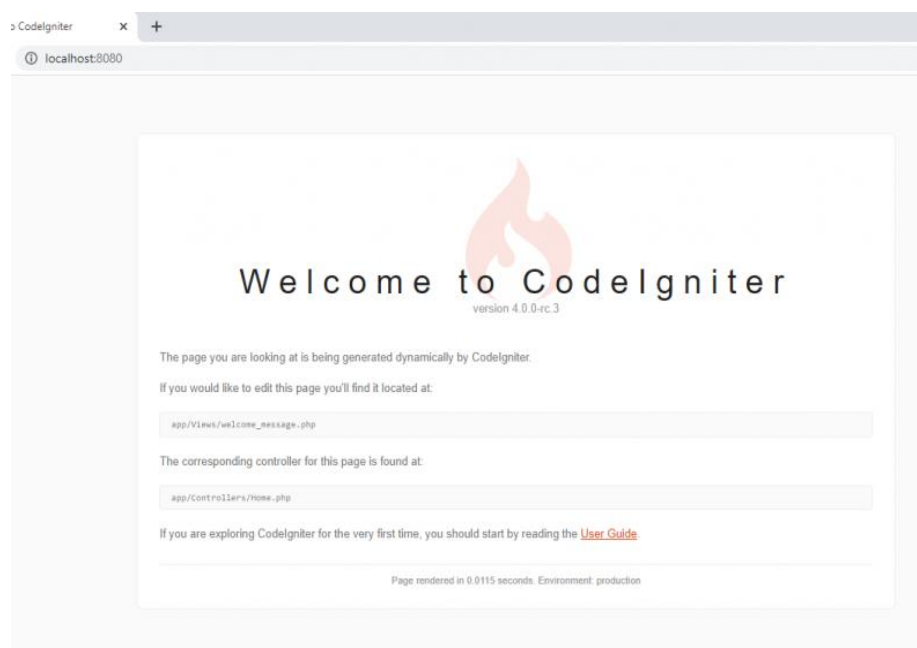 o CodeIgniter
localhost:8080
Welcome to CodeIgniter
version 4.0.0-rc.3
The page you are looking at is being generated dynamically by CodeIgniter.
If you would like to edit this page you'll find it located at:
app/Views/welcome_message.php
The corresponding controller for this page is found at:
app/Controllers/Home.php
If you are exploring CodeIgniter for the very first time, you should start by reading the User Guide
Page rendered in 0.0115 seconds. Environment: production